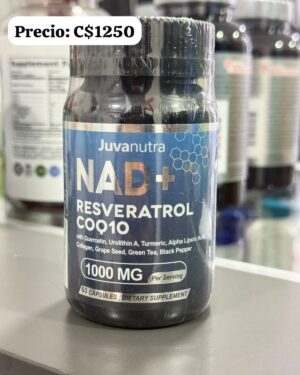 Precio: C$1250
Juvanutra
NAD+
RESVERATROL
COQ10
with Quercetin, Urolithin A, Turmeric, Alpha Lipoic Acid,
Collagen, Grape Seed, Green Tea, Black Pepper
1000 MG Per Serving
CAPSULES | DIETARY SUPPLEMENT